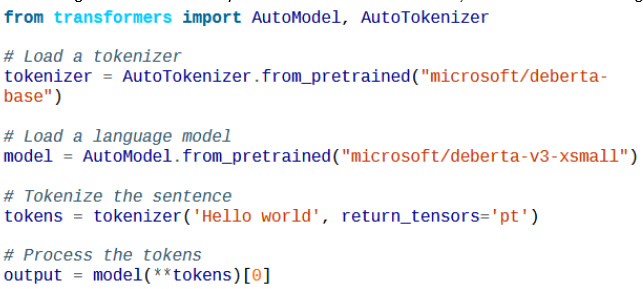 from transformers import AutoModel, AutoTokenizer
# Load a tokenizer
tokenizer = AutoTokenizer.from_pretrained("microsoft/deberta-
base")
# Load a language model
model = AutoModel.from_pretrained("microsoft/deberta-v3-xsmall")
# Tokenize the sentence
tokens = tokenizer('Hello world', return_tensors='pt')
# Process the tokens
output = model(**tokens)[0]